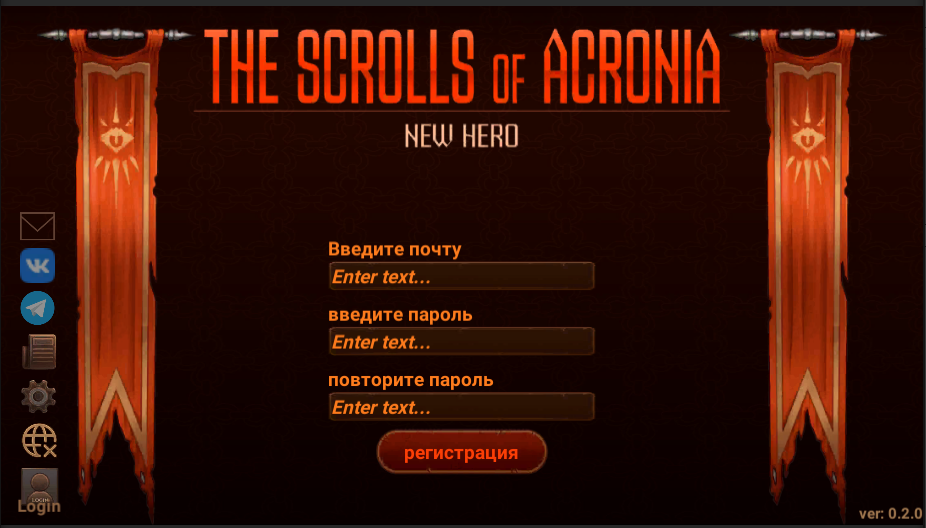 THE SCROLLS OF ACRONIA
NEW HERO
Введите почту
Enter text...
введите пароль
Enter text...
повторите пароль
Enter text...
регистрация
LOGIN
Login
ver: 0.2.0